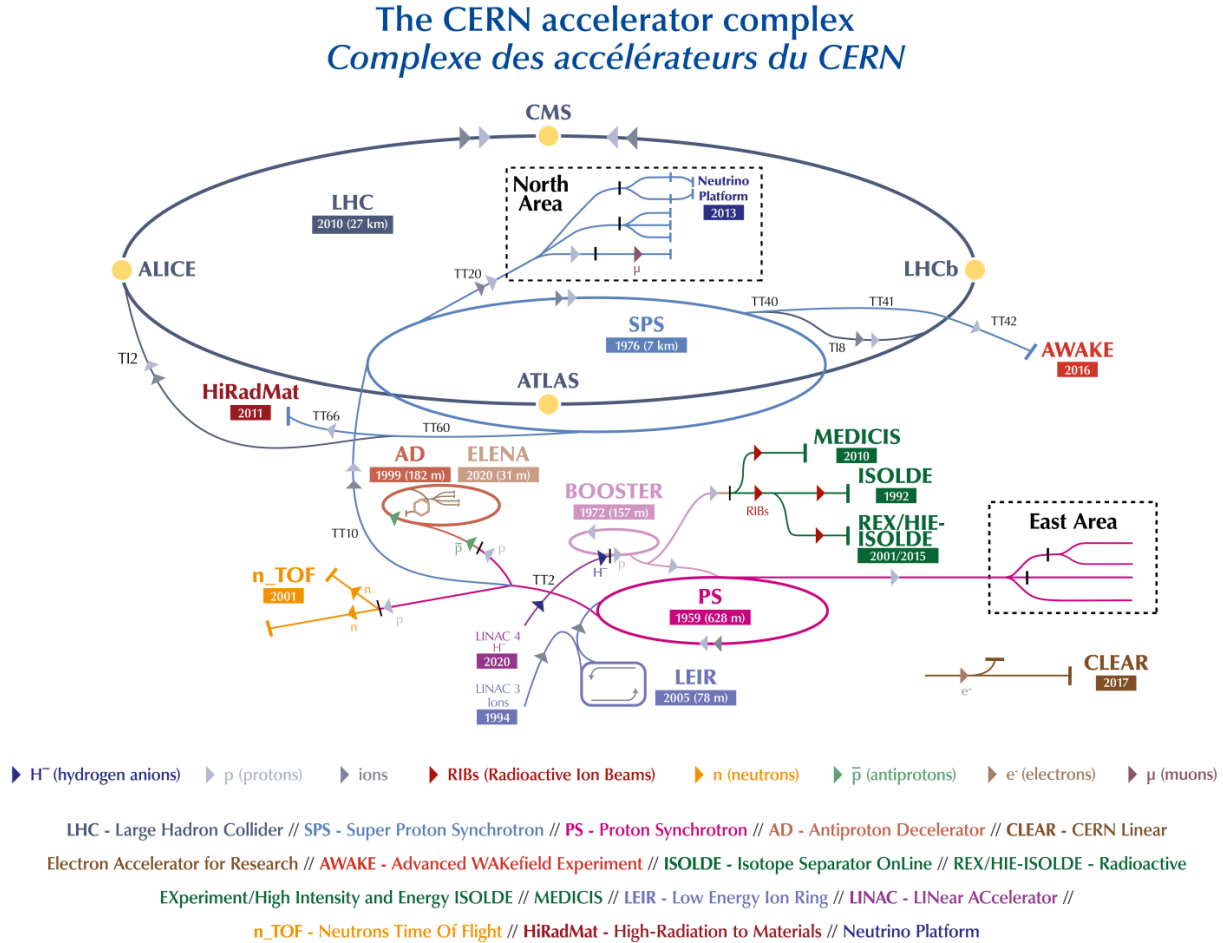 The CERN accelerator complex
Complexe des accélérateurs du CERN
CMS
North
Area
Neutrino
Platform
2013
LHC
2010 (27 km)
ALICE
LHCb
μ
TT20
TT40
TT41
TT42
SPS
1976 (7 km)
TI8
AWAKE
2016
TI2
ATLAS
HiRadMat
2011
TT66
TT60
MEDICIS
2010
AD
1999 (182 m)
ELENA
2020 (31 m)
ISOLDE
1992
BOOSTER
1972 (157 m)
RIBs
REX/HIE-
ISOLDE
2001/2015
East Area
TT10
p̅
p
H⁻
p
TT2
n_TOF
2001
n
n
p
PS
1959 (628 m)
LINAC 4
H⁻
2020
LEIR
2005 (78 m)
LINAC 3
Ions
1994
CLEAR
2017
e-
H⁻ (hydrogen anions)
p (protons)
ions
RIBs (Radioactive Ion Beams)
n (neutrons)
p̅ (antiprotons)
e- (electrons)
μ (muons)
LHC - Large Hadron Collider // SPS - Super Proton Synchrotron // PS - Proton Synchrotron // AD - Antiproton Decelerator // CLEAR - CERN Linear
Electron Accelerator for Research // AWAKE - Advanced WAKefield Experiment // ISOLDE - Isotope Separator OnLine // REX/HIE-ISOLDE - Radioactive
EXperiment/High Intensity and Energy ISOLDE // MEDICIS // LEIR - Low Energy Ion Ring // LINAC - LINear ACcelerator //
n_TOF - Neutrons Time Of Flight // HiRadMat - High-Radiation to Materials // Neutrino Platform